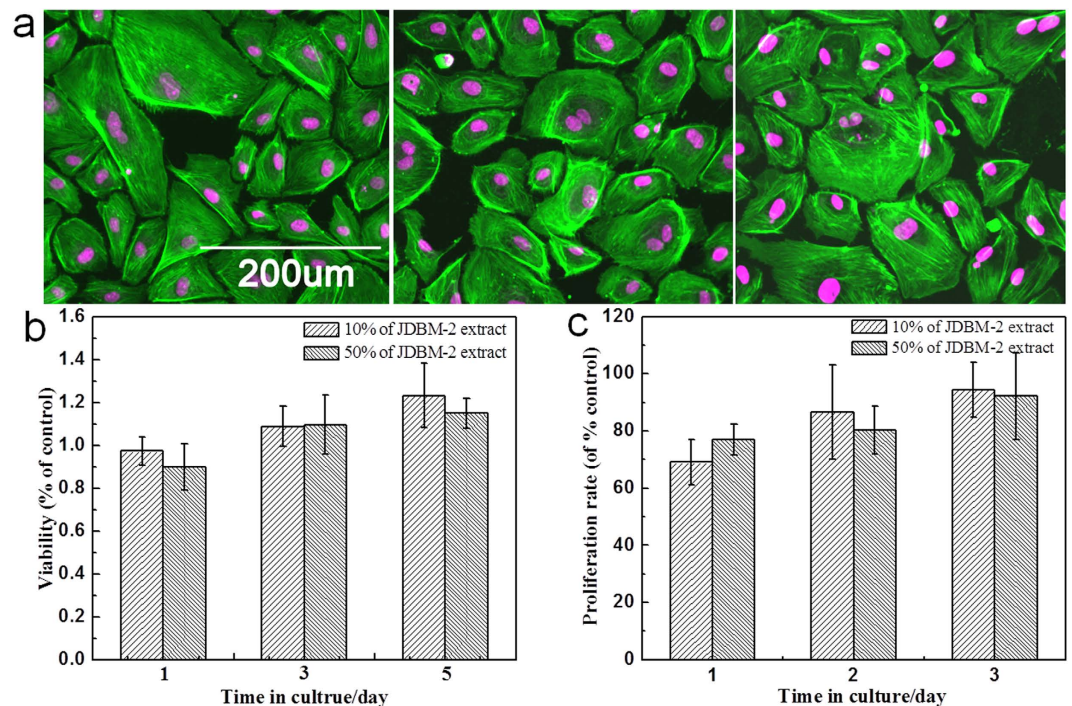 a
200um
b
1.6
1.4
1.2
1.0
0.8
0.6
0.4
0.2
0.0
Viability (% of control)
10% of JDBM-2 extract
50% of JDBM-2 extract
1
3
5
Time in cultrue/day
c
120
100
80
60
40
20
0
Proliferation rate (of % control)
10% of JDBM-2 extract
50% of JDBM-2 extract
1
2
3
Time in culture/day